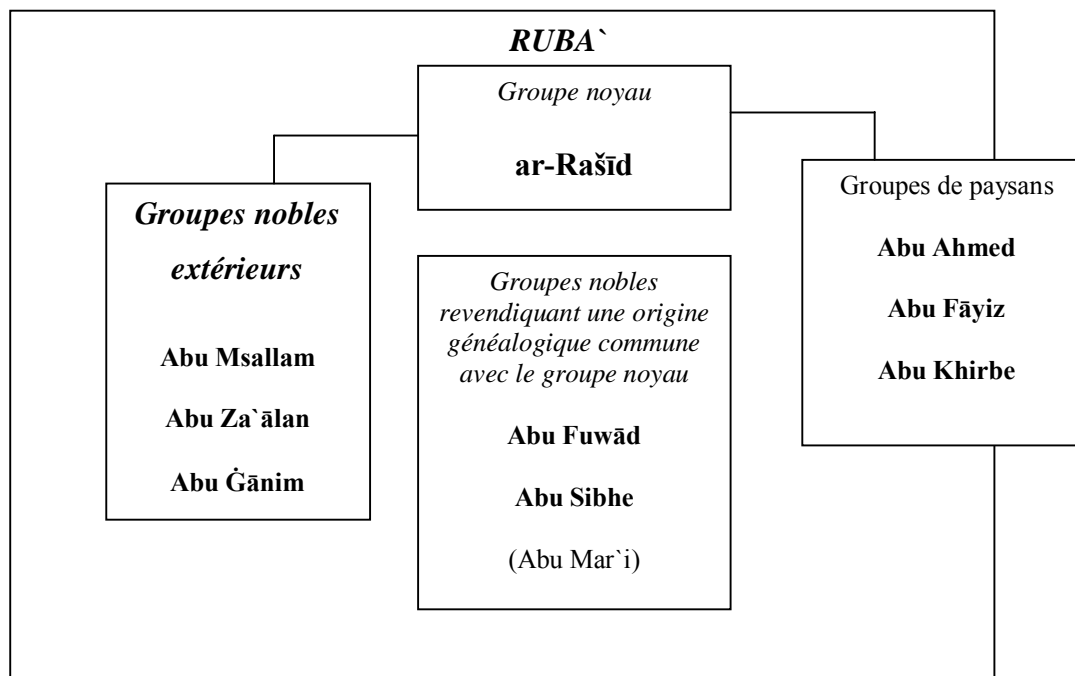 RUBA`
Groupe noyau
ar-Rašīd
Groupes nobles
extérieurs
Abu Msallam
Abu Za`ālan
Abu Ġānim
Groupes nobles
revendiquant une origine
généalogique commune
avec le groupe noyau
Abu Fuwād
Abu Sibhe
(Abu Mar`i)
Groupes de paysans
Abu Ahmed
Abu Fāyiz
Abu Khirbe